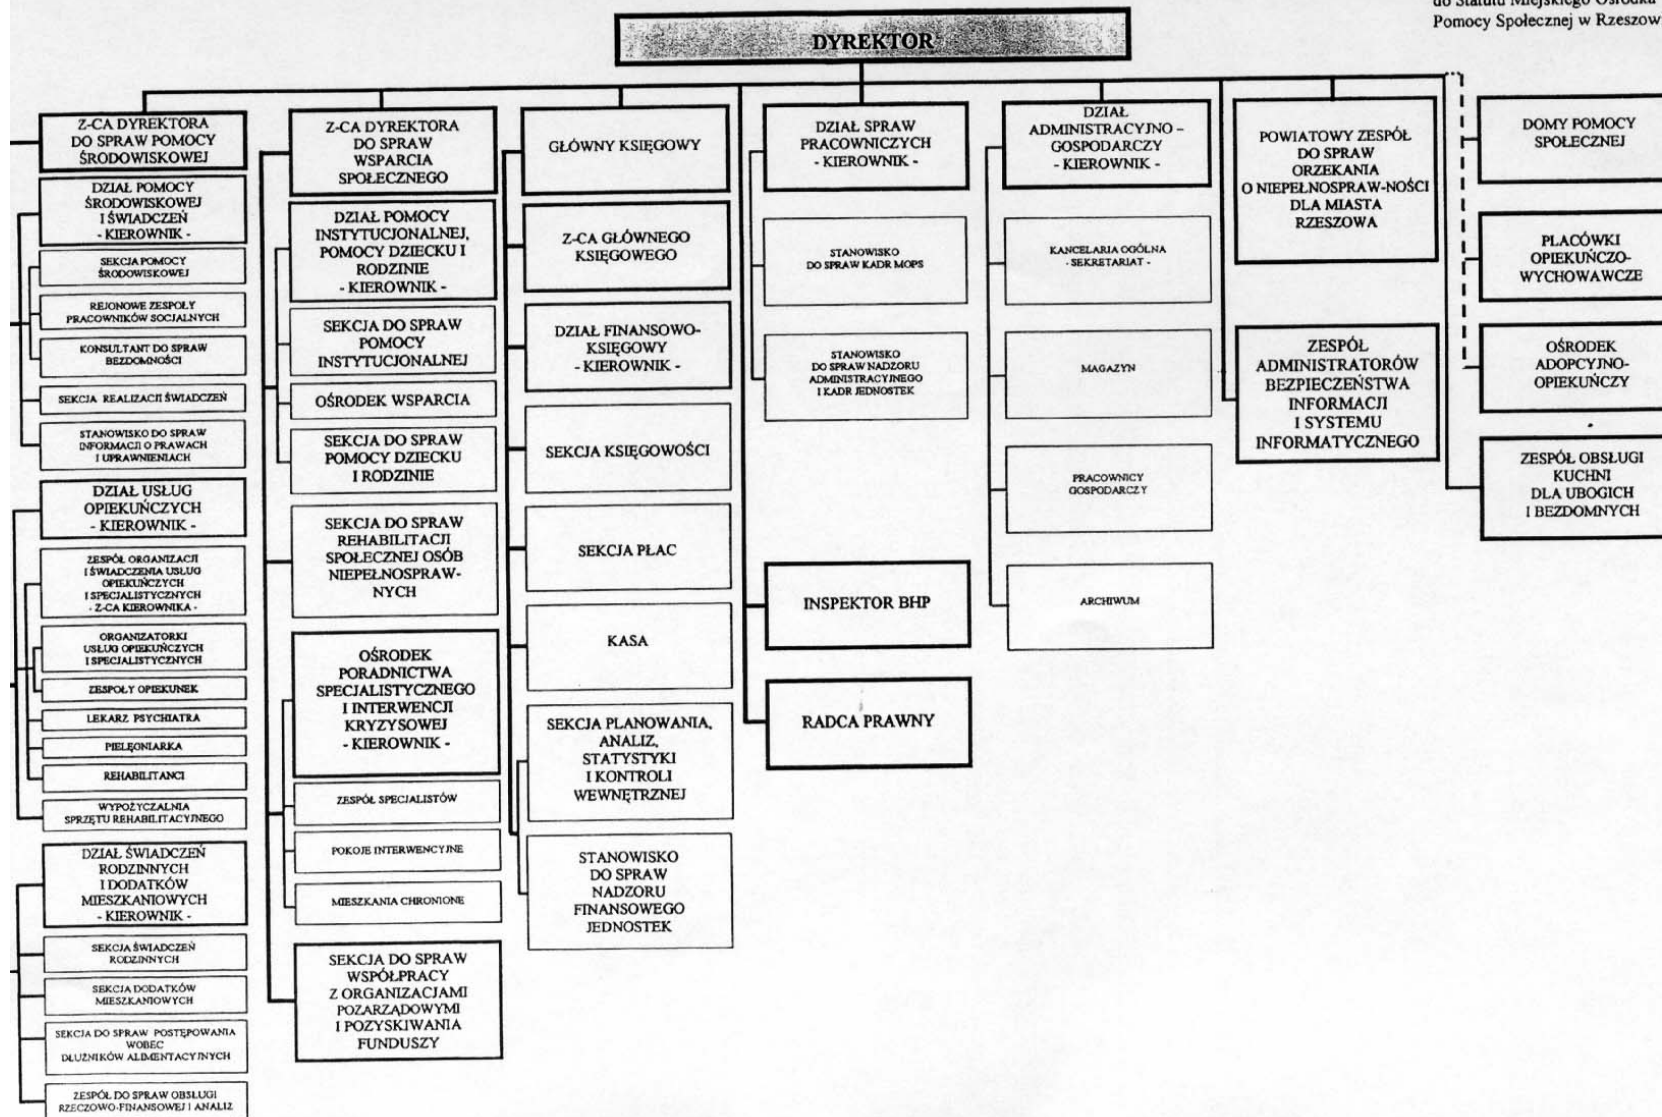 do Statutu Miejskiego Ośrodka
Pomocy Społecznej w Rzeszow
DYREKTOR
Z-CA DYREKTORA
DO SPRAW POMOCY
ŚRODOWISKOWEJ
DZIAŁ POMOCY
ŚRODOWISKOWEJ
I ŚWIADCZEŃ
- KIEROWNIK -
SEKCJA POMOCY
ŚRODOWISKOWEJ
REJONOWE ZESPOŁY
PRACOWNIKÓW SOCJALNYCH
KONSULTANT DO SPRAW
BEZDOMNOŚCI
SEKCJA REALIZACJI ŚWIADCZEŃ
STANOWISKO DO SPRAW
INFORMACJI O PRAWACH
I UPRAWNIENIACH
DZIAŁ USŁUG
OPIEKUŃCZYCH
- KIEROWNIK -
ZESPÓŁ ORGANIZACJI
I ŚWIADCZENIA USŁUG
OPIEKUŃCZYCH
I SPECJALISTYCZNYCH
- Z-CA KIEROWNIKA -
ORGANIZATORKI
USŁUG OPIEKUŃCZYCH
I SPECJALISTYCZNYCH
ZESPOŁY OPIEKUNEK
LEKARZ PSYCHIATRA
PIELĘGNIARKA
REHABILITANCI
WYPOŻYCZALNIA
SPRZĘTU REHABILITACYJNEGO
DZIAŁ ŚWIADCZEŃ
RODZINNYCH
I DODATKÓW
MIESZKANIOWYCH
- KIEROWNIK -
SEKCJA ŚWIADCZEŃ
RODZINNYCH
SEKCJA DODATKÓW
MIESZKANIOWYCH
SEKCJA DO SPRAW POSTĘPOWANIA
WOBEC
DŁUŻNIKÓW ALIMENTACYJNYCH
ZESPÓŁ DO SPRAW OBSŁUGI
RZECZOWO-FINANSOWEJ I ANALIZ
Z-CA DYREKTORA
DO SPRAW
WSPARCIA
SPOŁECZNEGO
DZIAŁ POMOCY
INSTYTUCJONALNEJ,
POMOCY DZIECKU I
RODZINIE
- KIEROWNIK -
SEKCJA DO SPRAW
POMOCY
INSTYTUCJONALNEJ
OŚRODEK WSPARCIA
SEKCJA DO SPRAW
POMOCY DZIECKU
I RODZINIE
SEKCJA DO SPRAW
REHABILITACJI
SPOŁECZNEJ OSÓB
NIEPEŁNOSPRAW-
NYCH
OŚRODEK
PORADNICTWA
SPECJALISTYCZNEGO
I INTERWENCJI
KRYZYSOWEJ
- KIEROWNIK -
ZESPÓŁ SPECJALISTÓW
POKOJE INTERWENCYJNE
MIESZKANIA CHRONIONE
SEKCJA DO SPRAW
WSPÓŁPRACY
Z ORGANIZACJAMI
POZARZĄDOWYMI
I POZYSKIWANIA
FUNDUSZY
GŁÓWNY KSIĘGOWY
Z-CA GŁÓWNEGO
KSIĘGOWEGO
DZIAŁ FINANSOWO-
KSIĘGOWY
- KIEROWNIK -
SEKCJA KSIĘGOWOŚCI
SEKCJA PŁAC
KASA
SEKCJA PLANOWANIA,
ANALIZ,
STATYSTYKI
I KONTROLI
WEWNĘTRZNEJ
STANOWISKO
DO SPRAW
NADZORU
FINANSOWEGO
JEDNOSTEK
DZIAŁ SPRAW
PRACOWNICZYCH
- KIEROWNIK -
STANOWISKO
DO SPRAW KADR MOPS
STANOWISKO
DO SPRAW NADZORU
ADMINISTRACYJNEGO
I KADR JEDNOSTEK
INSPEKTOR BHP
RADCA PRAWNY
DZIAŁ
ADMINISTRACYJNO –
GOSPODARCZY
- KIEROWNIK -
KANCELARIA OGÓLNA
- SEKRETARIAT -
MAGAZYN
PRACOWNICY
GOSPODARCZY
ARCHIWUM
POWIATOWY ZESPÓŁ
DO SPRAW
ORZEKANIA
O NIEPEŁNOSPRAW-NOŚCI
DLA MIASTA
RZESZOWA
ZESPÓŁ
ADMINISTRATORÓW
BEZPIECZEŃSTWA
INFORMACJI
I SYSTEMU
INFORMATYCZNEGO
DOMY POMOCY
SPOŁECZNEJ
PLACÓWKI
OPIEKUŃCZO-
WYCHOWAWCZE
OŚRODEK
ADOPCYJNO-
OPIEKUŃCZY
ZESPÓŁ OBSŁUGI
KUCHNI
DLA UBOGICH
I BEZDOMNYCH